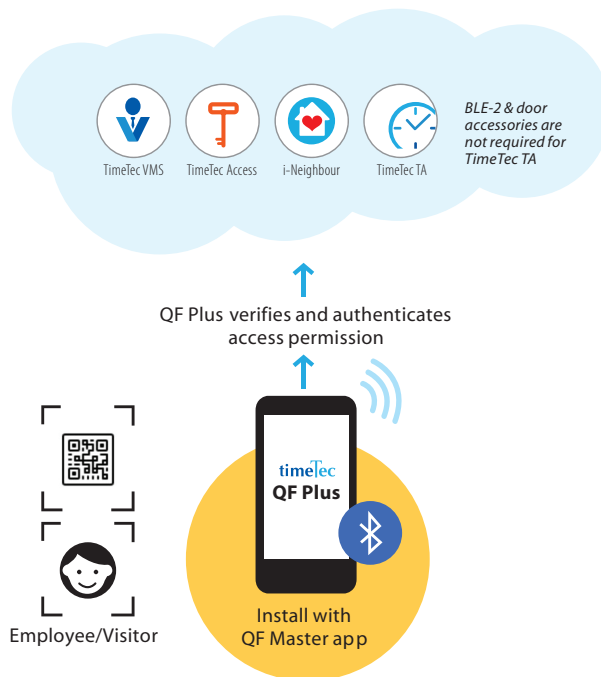 TimeTec VMS
TimeTec Access
i-Neighbour
TimeTec TA
BLE-2 & door
accessories are
not required for
TimeTec TA
QF Plus verifies and authenticates
access permission
timeTec
QF Plus
Install with
QF Master app
Employee/Visitor